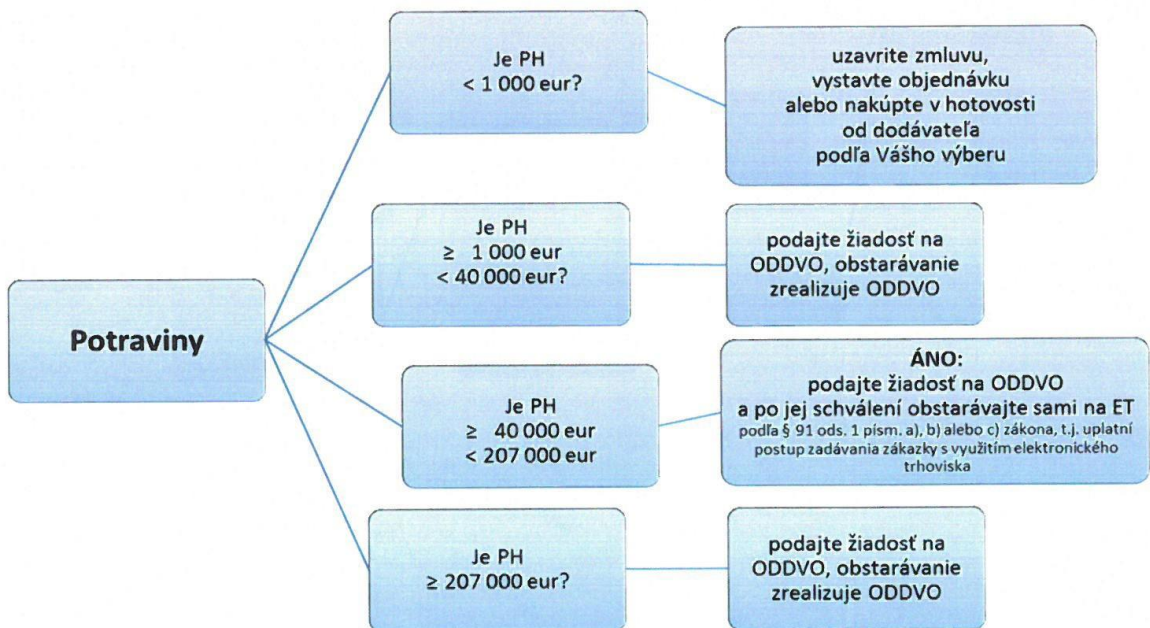 Potraviny
Je PH
< 1 000 eur?
uzavrite zmluvu,
vystavte objednávku
alebo nakúpte v hotovosti
od dodávateľa
podľa Vášho výberu
Je PH
≥ 1 000 eur
< 40 000 eur?
podajte žiadosť na
ODDVO, obstarávanie
zrealizuje ODDVO
Je PH
≥ 40 000 eur
< 207 000 eur
ÁNO:
podajte žiadosť na ODDVO
a po jej schválení obstarávajte sami na ET
podľa § 91 ods. 1 písm. a), b) alebo c) zákona, t.j. uplatní
postup zadávania zákazky s využitím elektronického
trhoviska
Je PH
≥ 207 000 eur?
podajte žiadosť na
ODDVO, obstarávanie
zrealizuje ODDVO